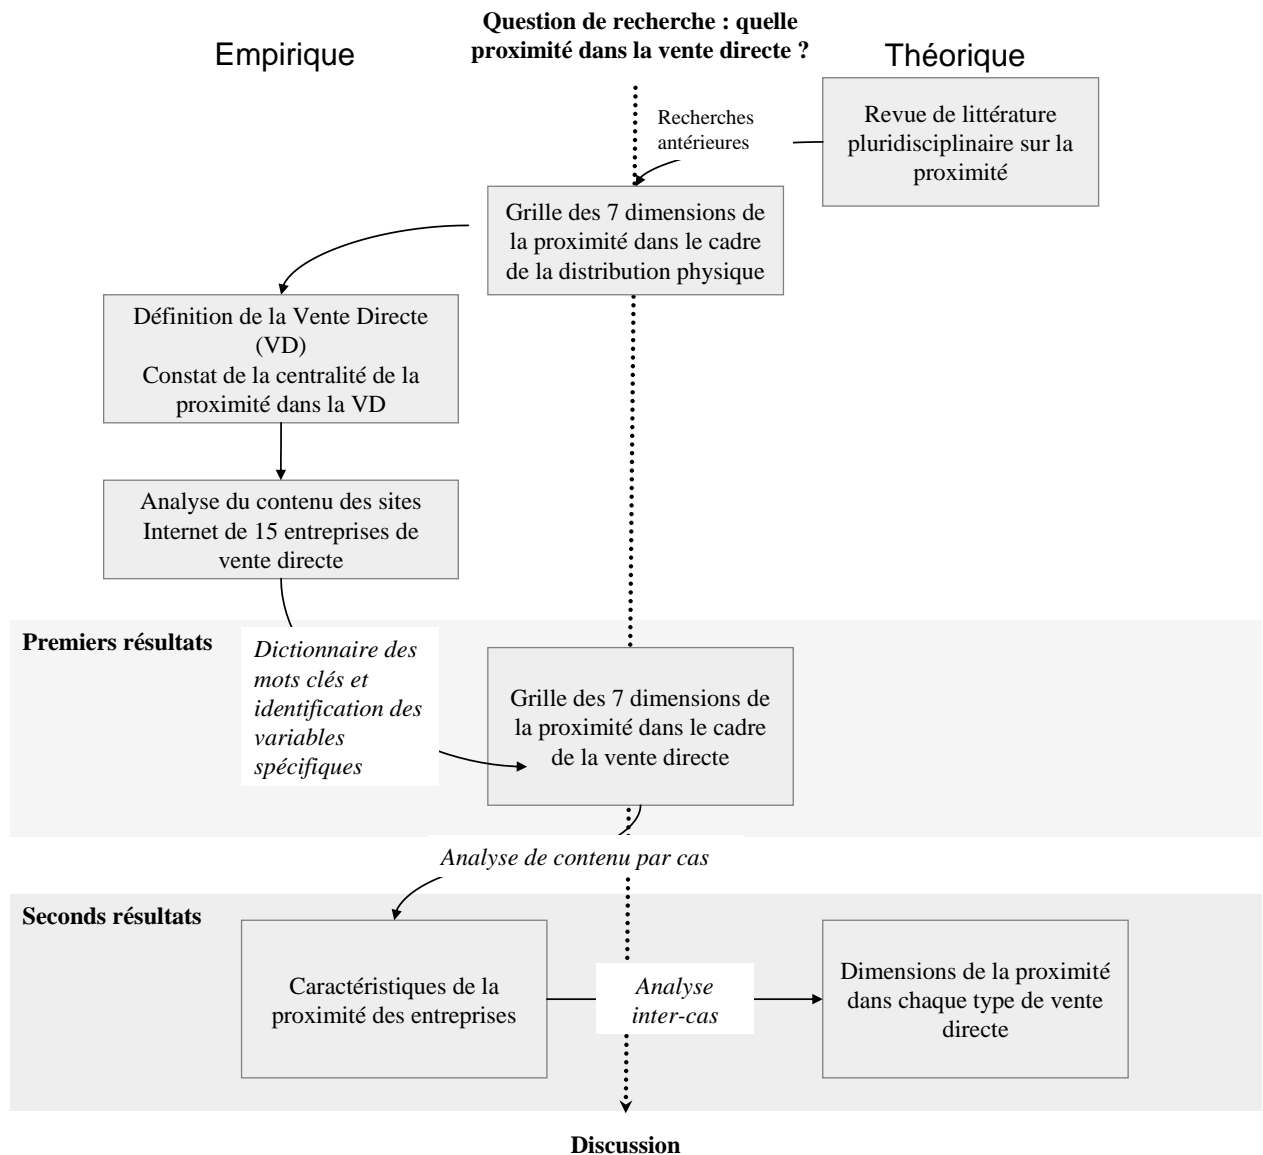 Question de recherche : quelle
proximité dans la vente directe ?
Empirique
Théorique
Recherches
antérieures
Revue de littérature
pluridisciplinaire sur la
proximité
Grille des 7 dimensions de
la proximité dans le cadre
de la distribution physique
Définition de la Vente Directe
(VD)
Constat de la centralité de la
proximité dans la VD
Analyse du contenu des sites
Internet de 15 entreprises de
vente directe
Premiers résultats
Dictionnaire des
mots clés et
identification des
variables
spécifiques
Grille des 7 dimensions de
la proximité dans le cadre
de la vente directe
Analyse de contenu par cas
Seconds résultats
Caractéristiques de la
proximité des entreprises
Analyse
inter-cas
Dimensions de la proximité
dans chaque type de vente
directe
Discussion